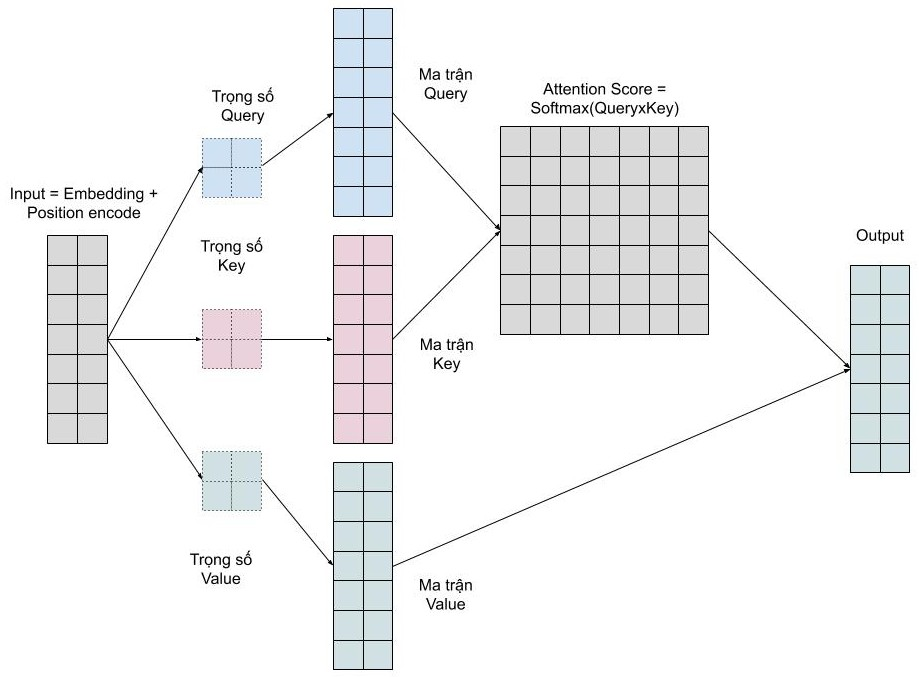 Ma trận
Query
Trọng số
Query
Attention Score =
Softmax(QueryxKey)
Input = Embedding +
Position encode
Trọng số
Key
Output
Ma trận
Key
Trọng số
Value
Ma trận
Value